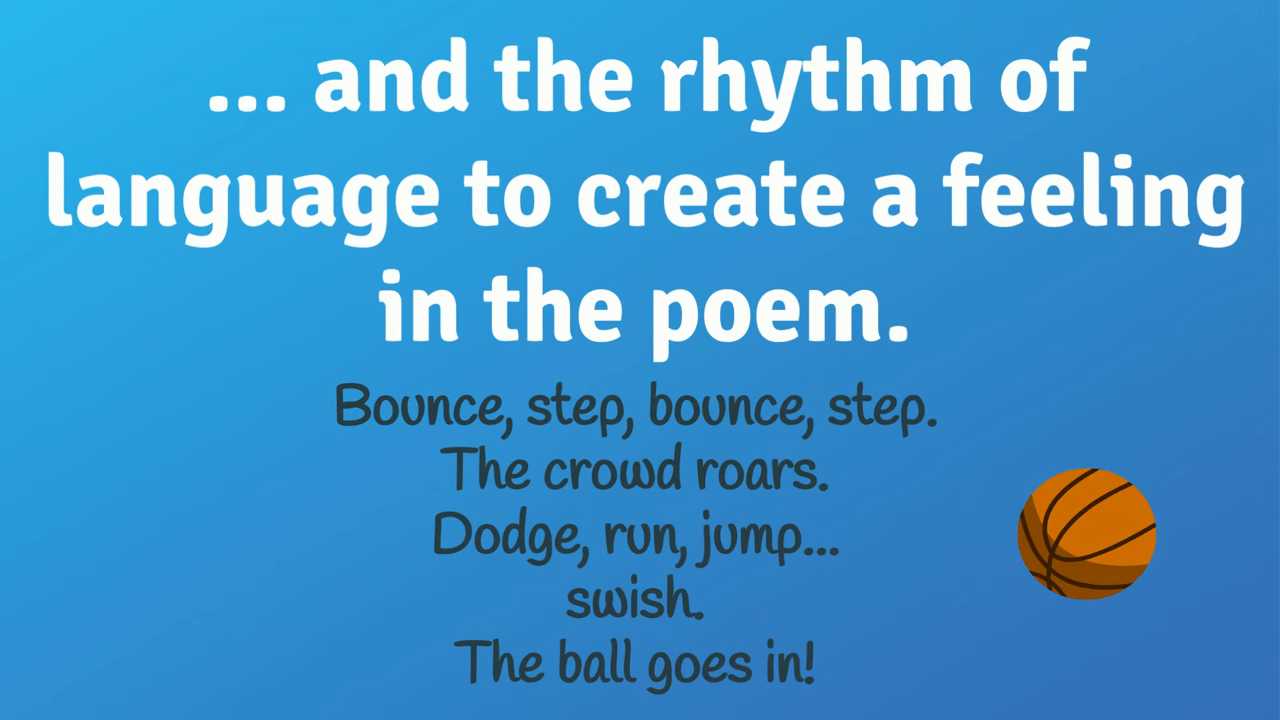 ... and the rhythm of
language to create a feeling
in the poem.
Bounce, step, bounce, step.
The crowd roars.
Dodge, run, jump...
swish.
The ball goes in!